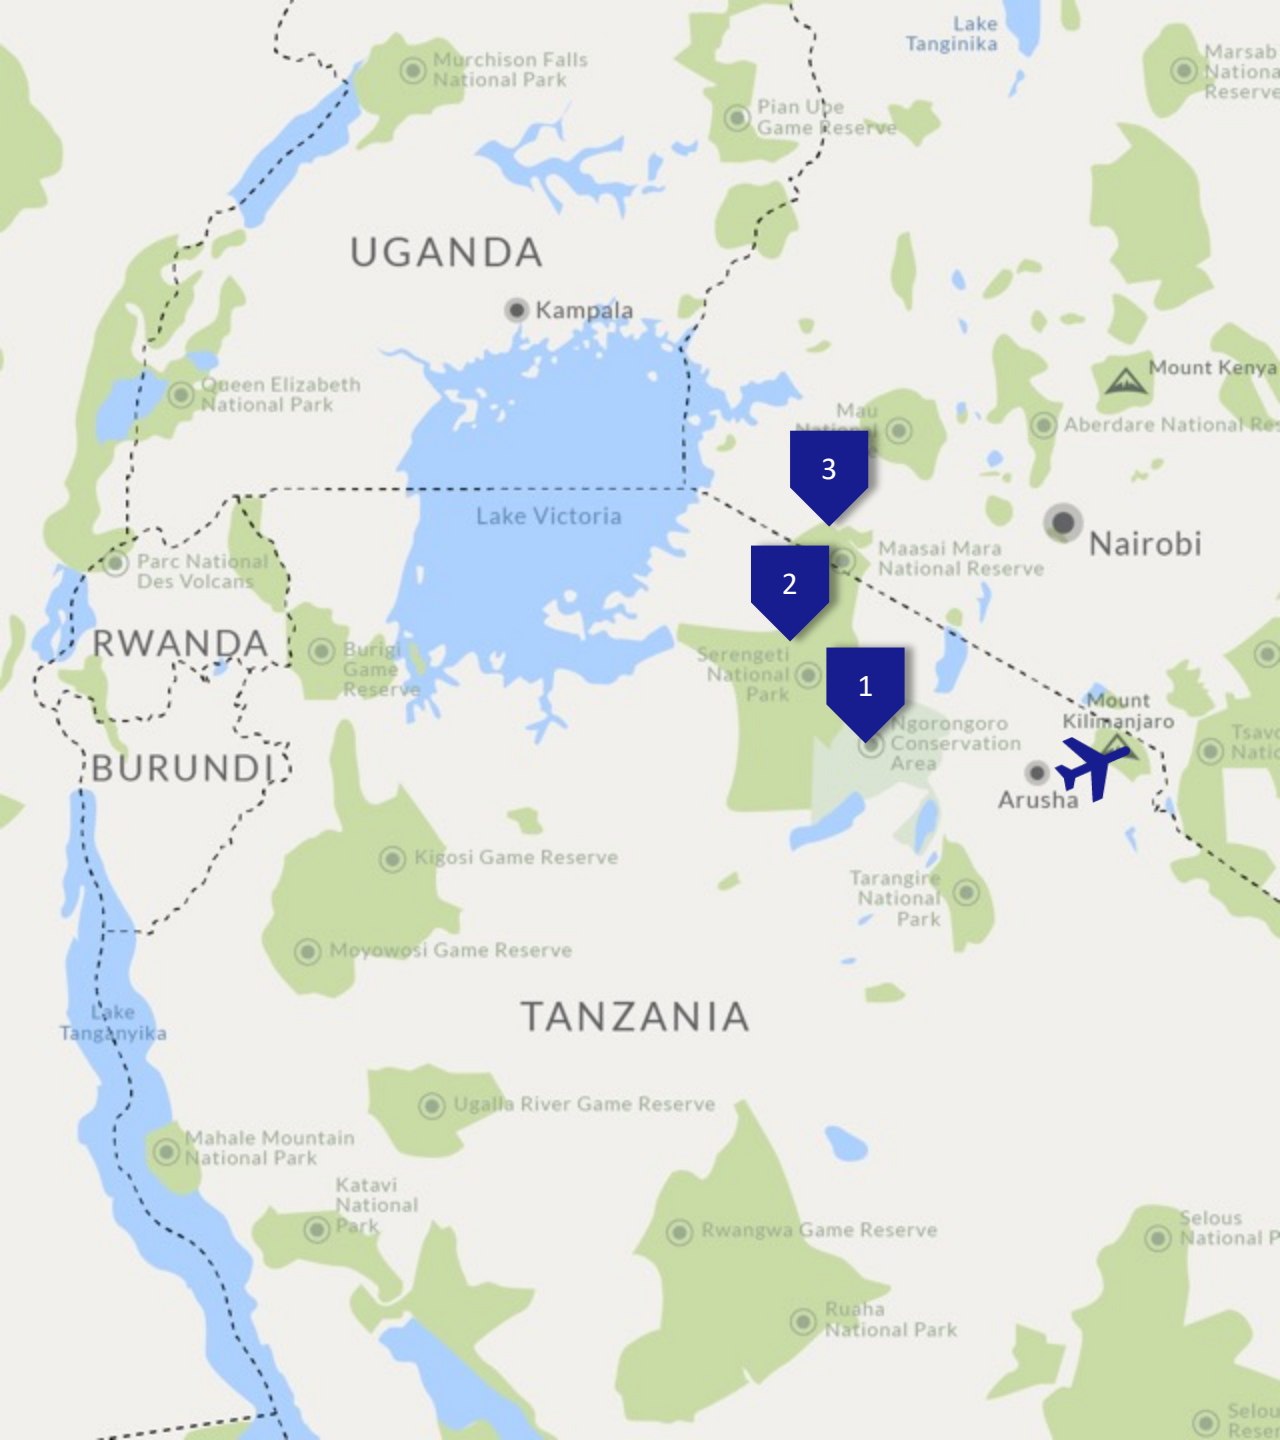 Lake
Tanginika
Murchison Falls
National Park
Marsab
Nationa
Reserve
Pian Upe
Game Reserve
UGANDA
Kampala
Mount Kenya
Queen Elizabeth
National Park
Mau
National
Aberdare National Res
3
Lake Victoria
Nairobi
Parc National
Des Volcans
Maasai Mara
National Reserve
2
RWANDA
Burigi
Game
Reserve
Serengeti
National
Park
1
Mount
Kilimanjaro
Ngorongoro
Conservation
Area
Tsavo
Natio
BURUNDI
Arusha
Kigosi Game Reserve
Tarangire
National
Park
Moyowosi Game Reserve
TANZANIA
Lake
Tanganyika
Ugalla River Game Reserve
Mahale Mountain
National Park
Katavi
National
Park
Rwangwa Game Reserve
Selous
National P
Ruaha
National Park
Selou
Reser